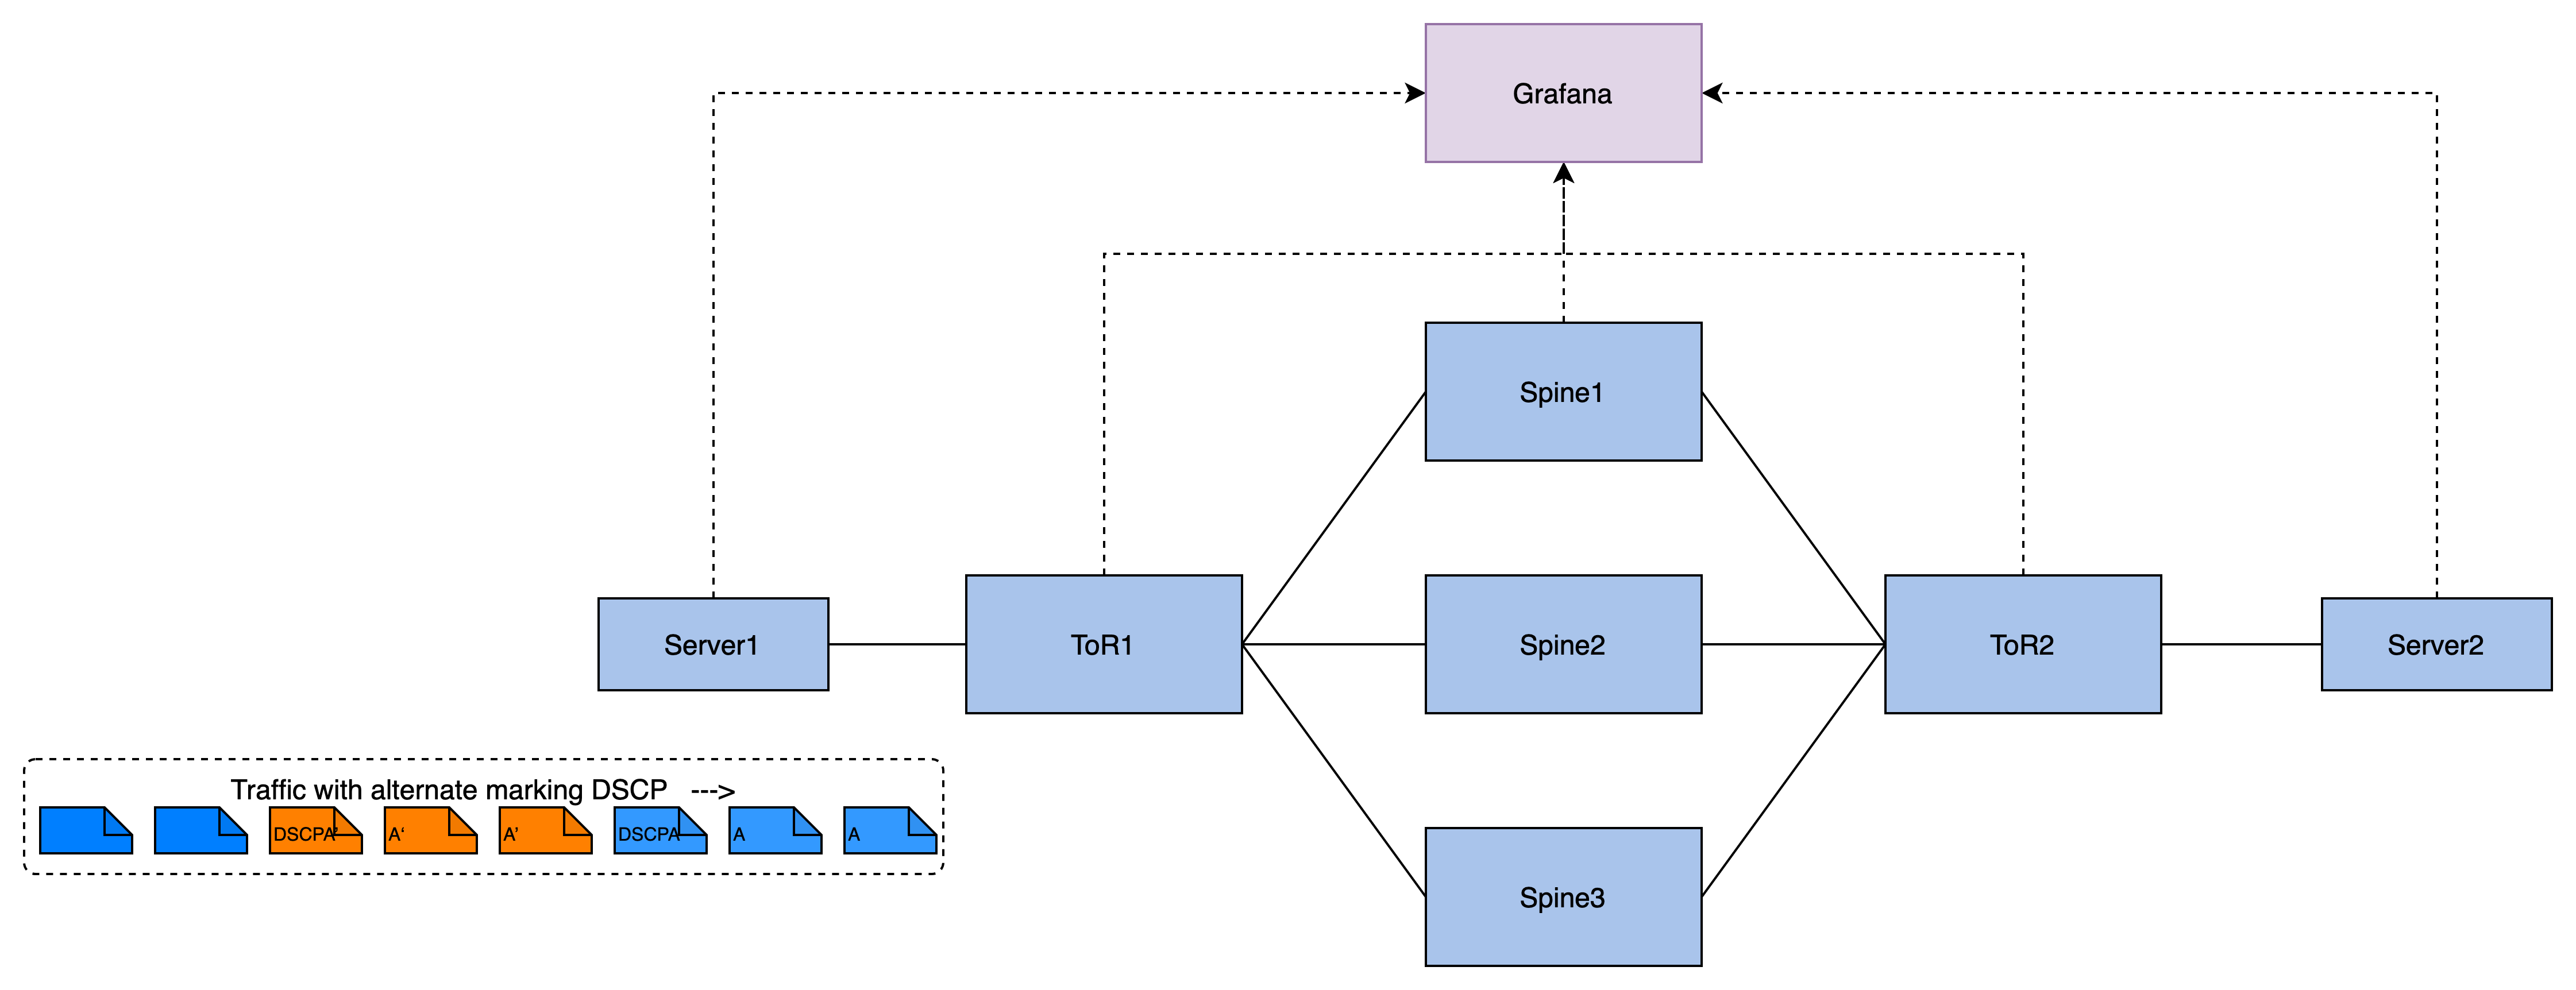 Grafana
Spine1
Server1
ToR1
Spine2
ToR2
Server2
Traffic with alternate marking DSCP --->
DSCPA' A‘ A’ DSCPA A A
Spine3